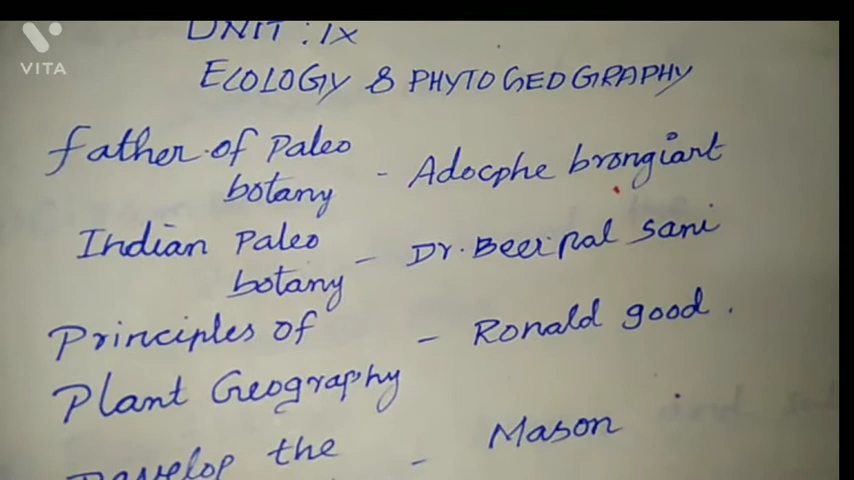 VITA
UNIT : IX
ECOLOGY & PHYTOGEOGRAPHY
Father of Paleo
botany - Adocphe brongiart
Indian Paleo
botany - Dr. Beerpal sani
Principles of
Plant Geography - Ronald good.
Develop the - Mason